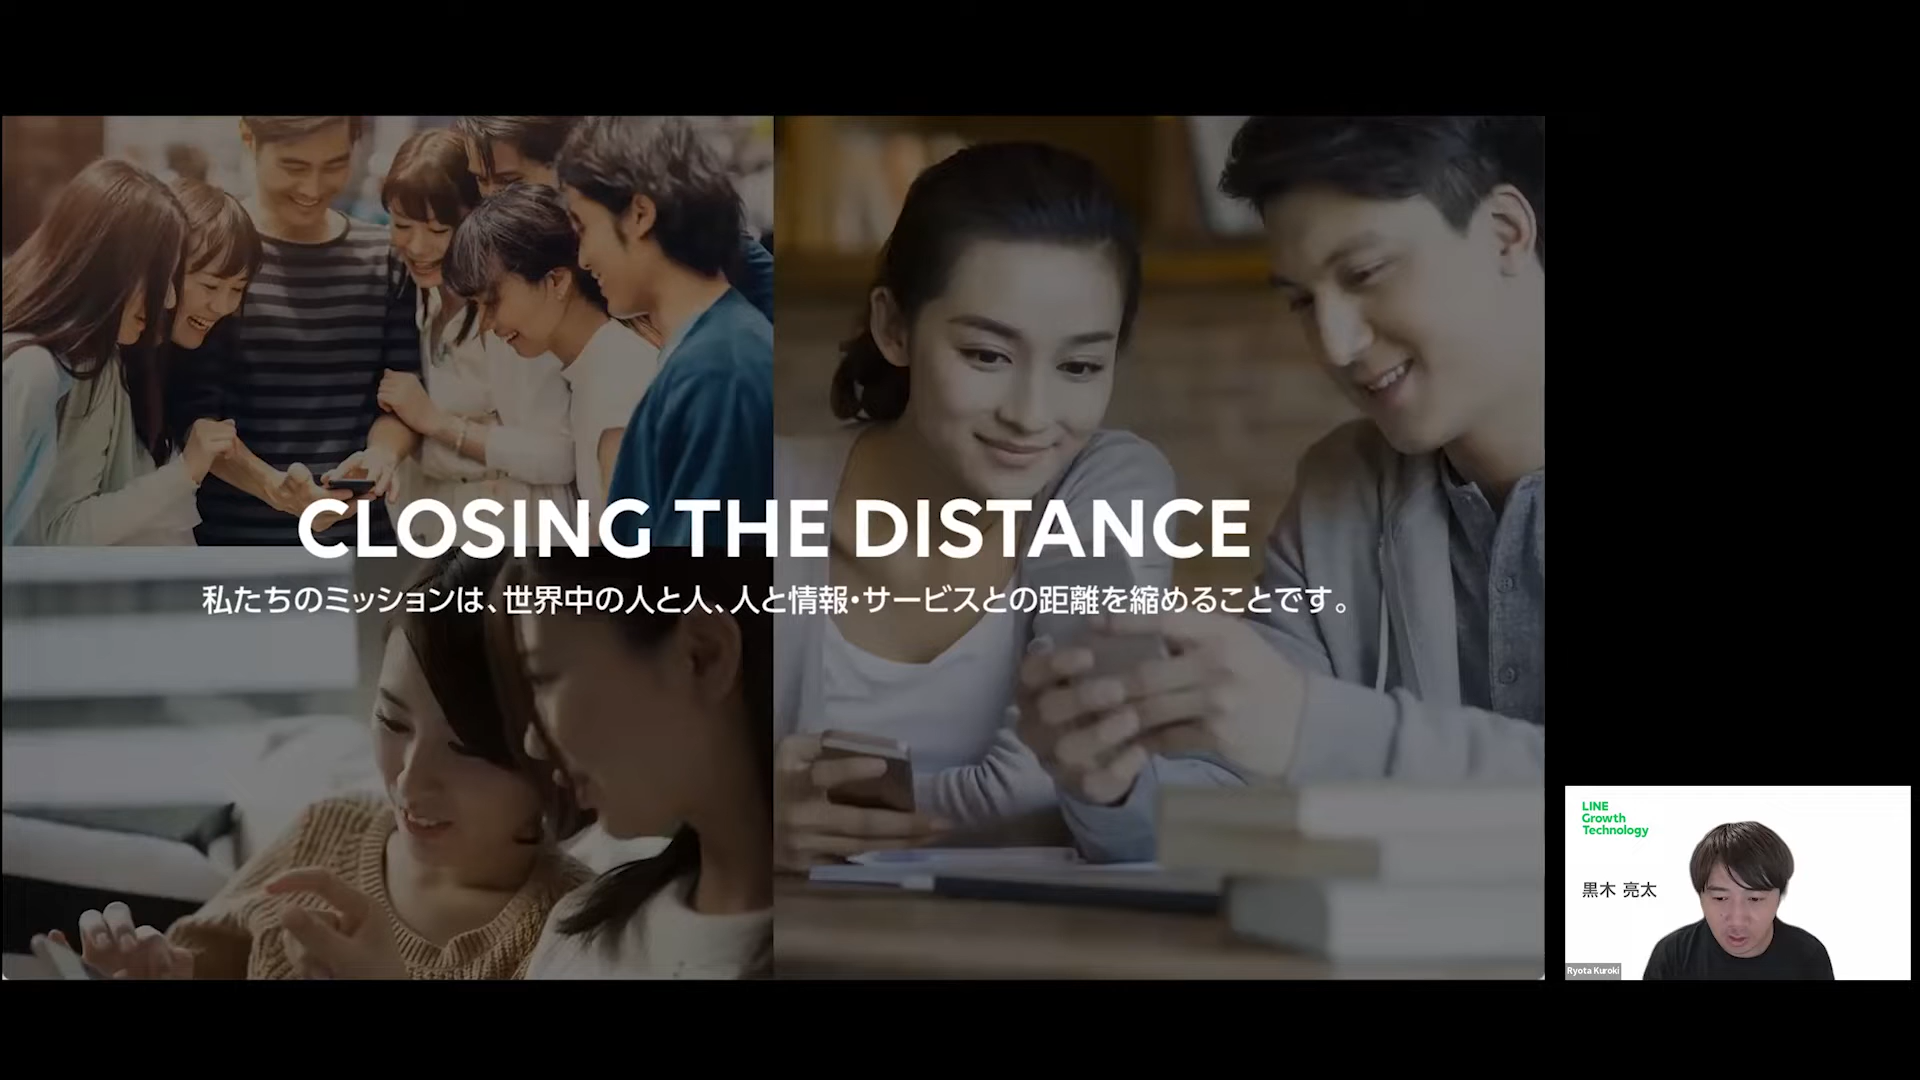 CLOSING THE DISTANCE
私たちのミッションは、世界中の人と人、人と情報・サービスとの距離を縮めることです。
LINE
Growth
Technology
黒木 亮太
Ryota Kuroki